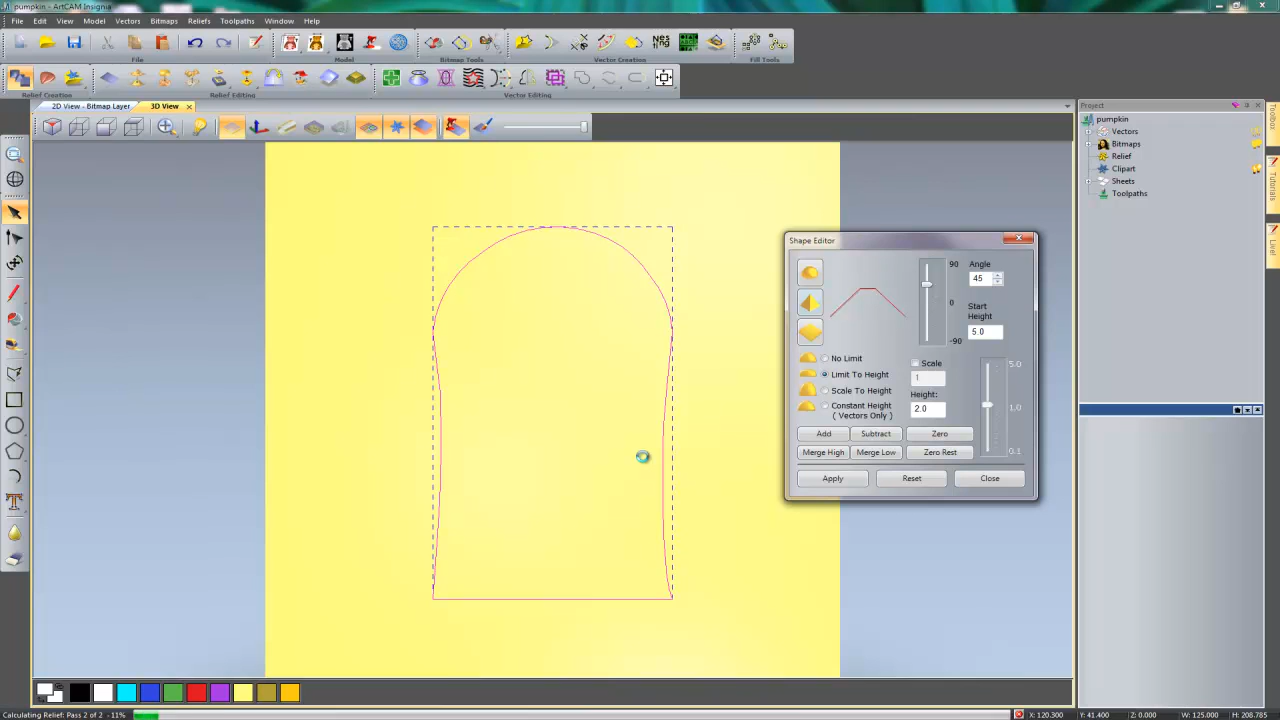 pumpkin - ArtCAM Insignia
File Edit View Model Vectors Bitmaps Reliefs Toolpaths Window Help
File Model Bitmap Tools Vector Creation Fill Tools
NES
TING
Relief Creation Relief Editing Vector Editing
2D View - Bitmap Layer 3D View
Project
pumpkin
Vectors
Bitmaps
Relief
Clipart
Sheets
Toolpaths
Toolbox
Tutorials
Live!
Shape Editor
90 Angle
45
0 Start
Height
5.0
-90
No Limit Scale 5.0
Limit To Height 1
Scale To Height Height:
Constant Height 2.0 1.0
( Vectors Only )
Add Subtract Zero
Merge High Merge Low Zero Rest 0.1
Apply Reset Close
T
Calculating Relief: Pass 2 of 2 -11% X: 120.300 Y: 41.400 Z: 0.000 W: 125.000 H: 208.785